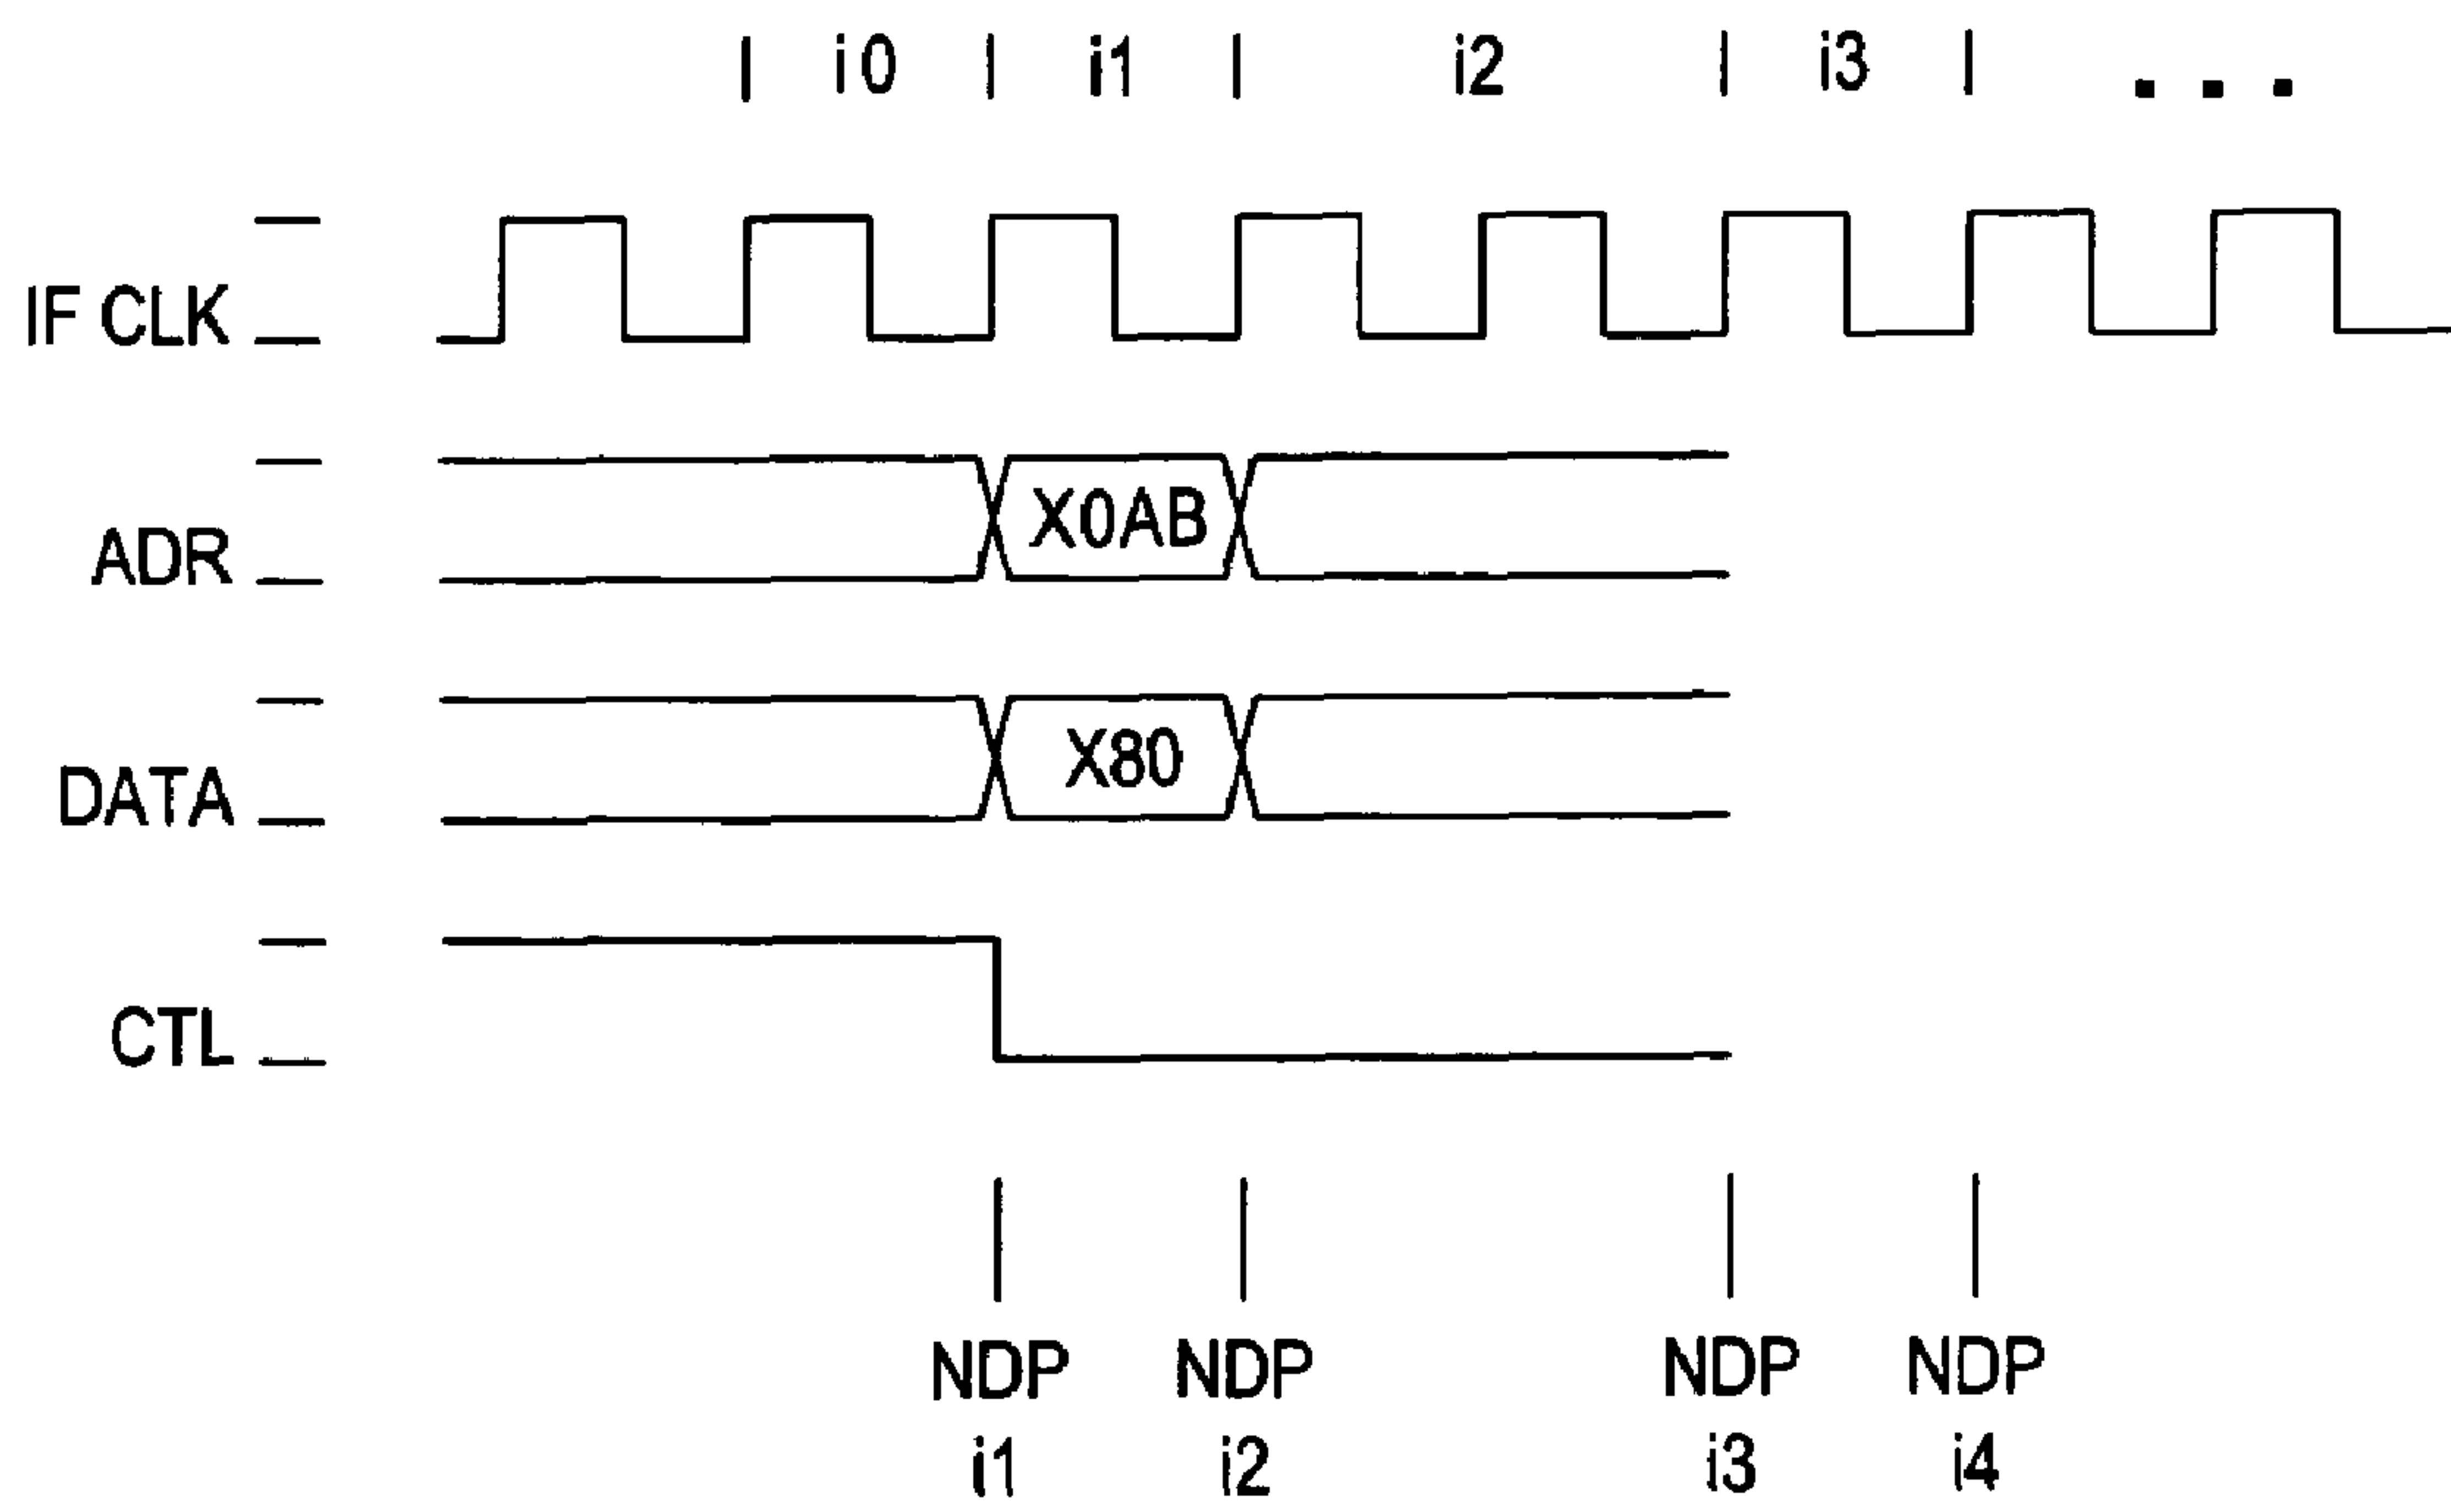 i0 i1 i2 i3 ...
IF CLK
ADR X0AB
DATA X80
CTL
NDP NDP NDP NDP
i1 i2 i3 i4